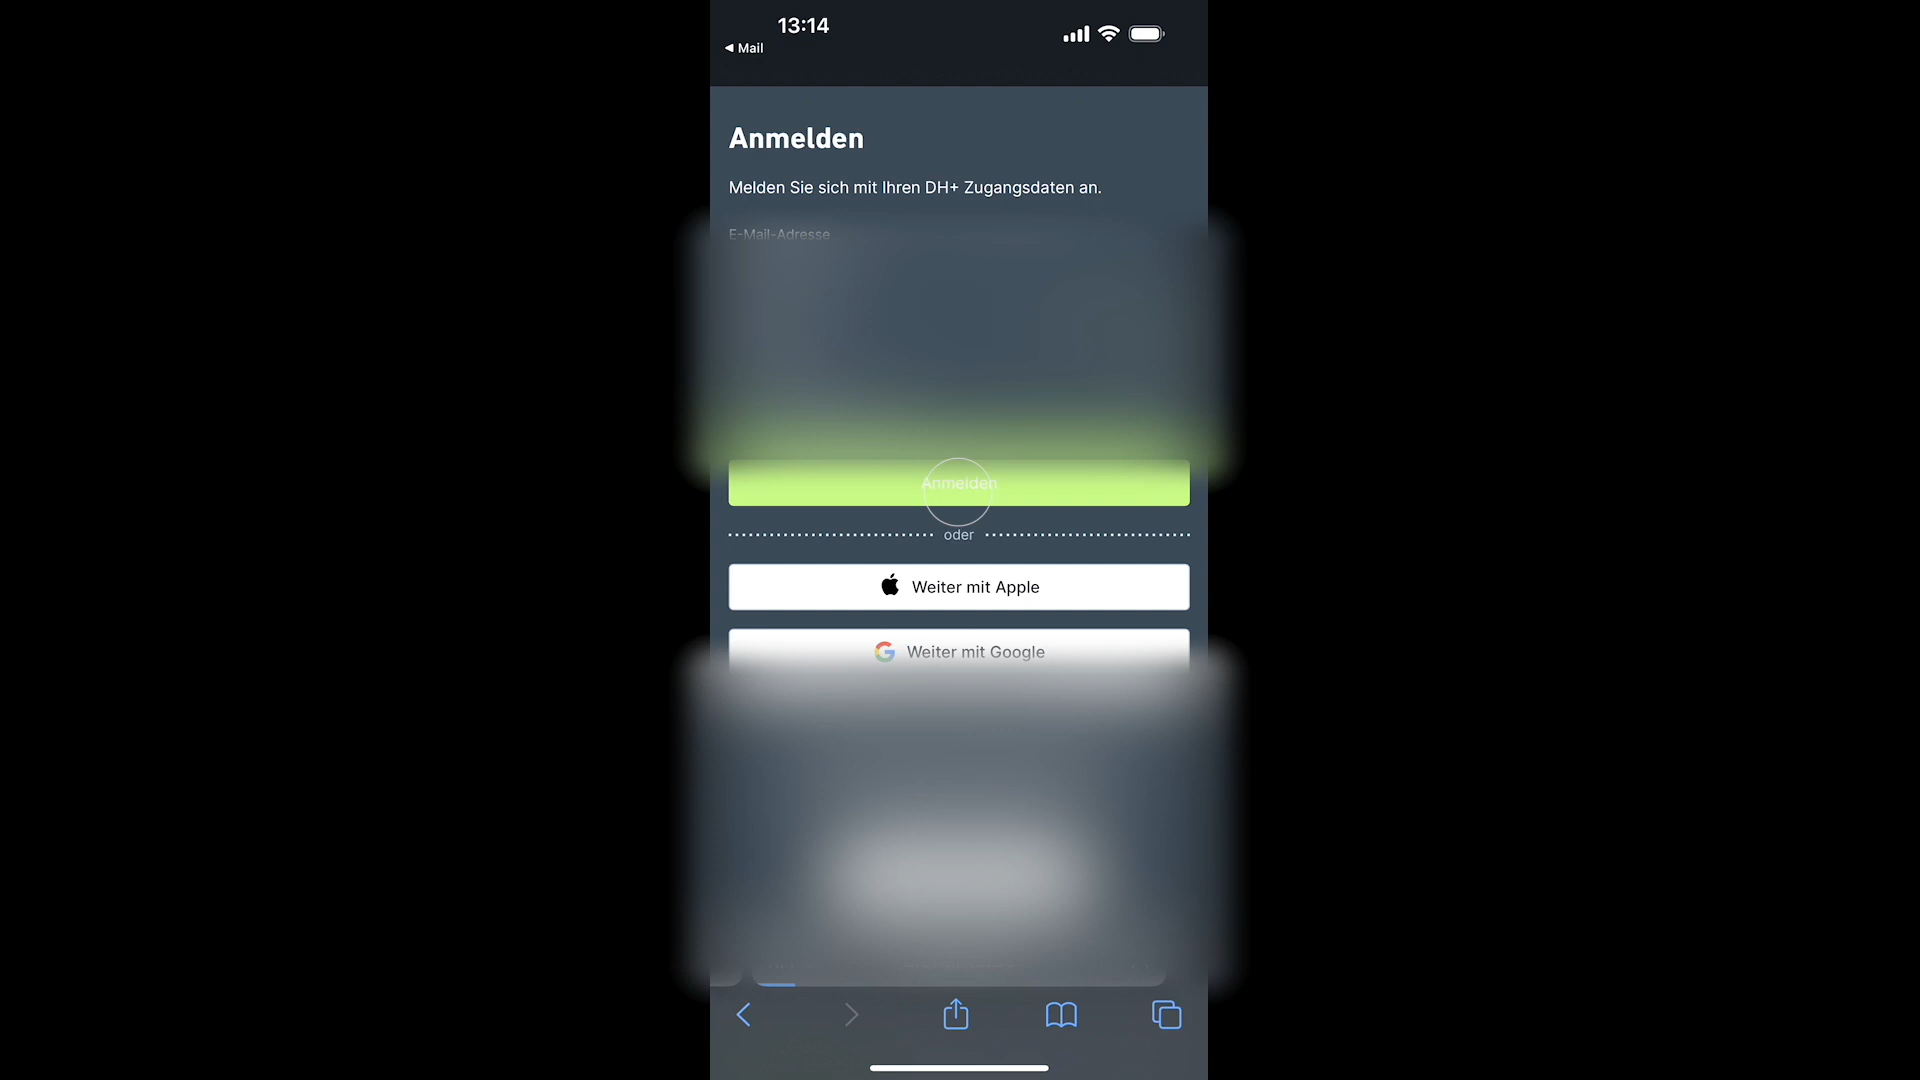 13:14
Mail
Anmelden
Melden Sie sich mit Ihren DH+ Zugangsdaten an.
E-Mail-Adresse
Anmelden
oder
Weiter mit Apple
Weiter mit Google